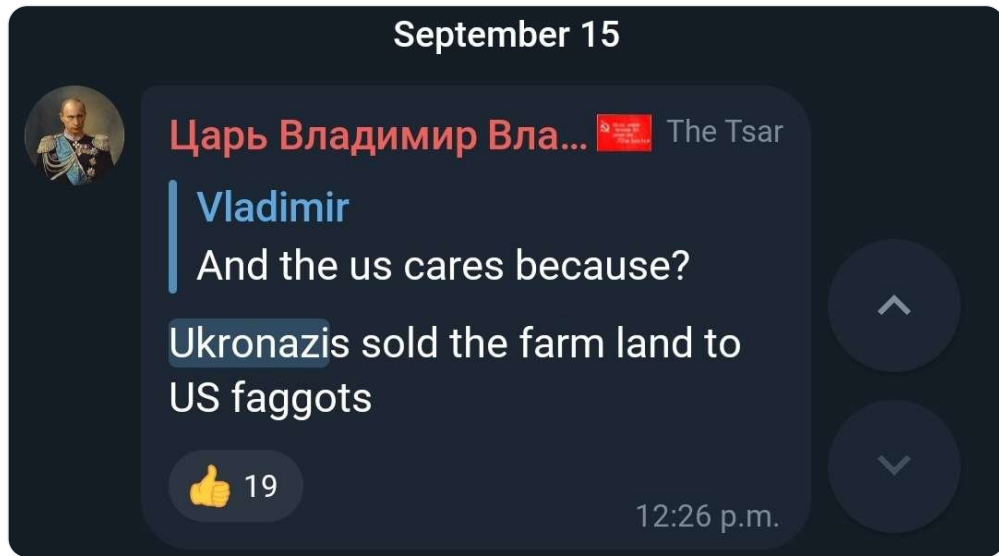 September 15
Царь Владимир Вла... The Tsar
Vladimir
And the us cares because?
Ukronazis sold the farm land to
US faggots
👍 19
12:26 p.m.